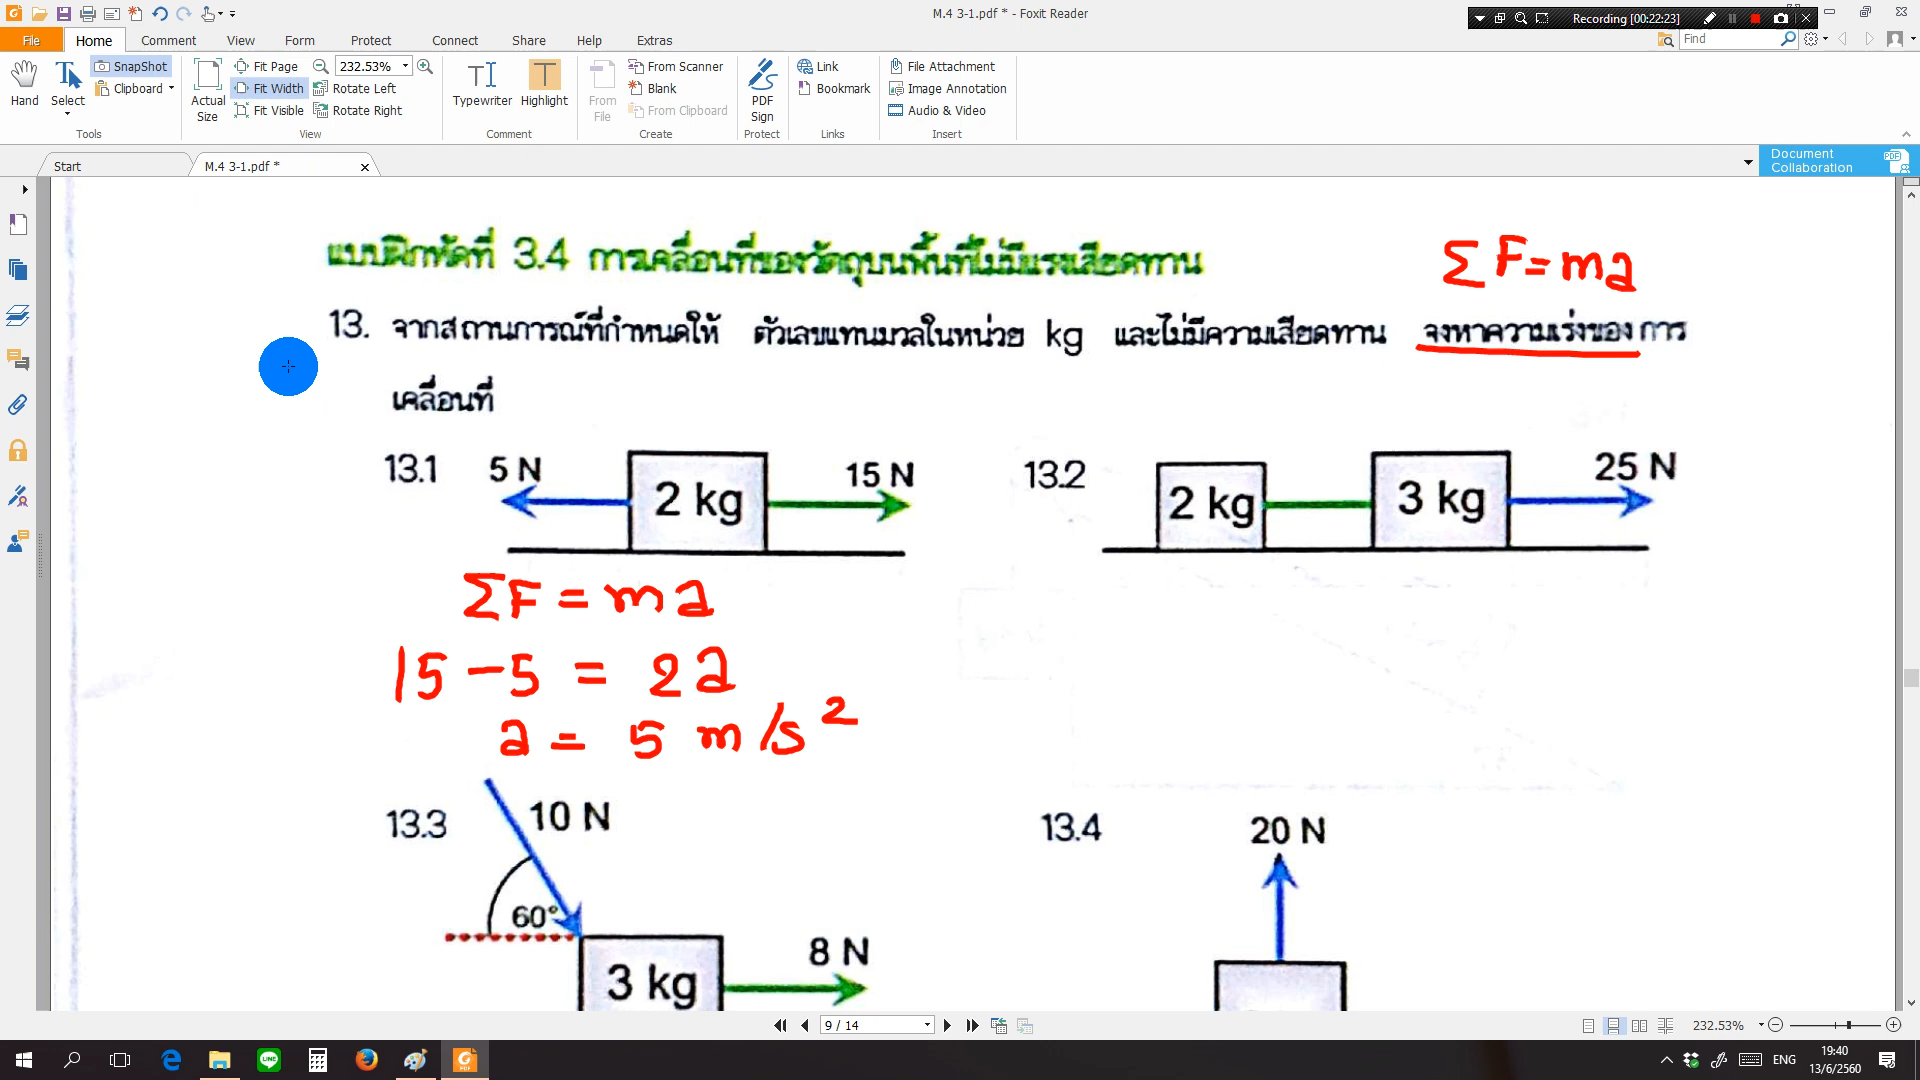 M.4 3-1.pdf * - Foxit Reader
Recording [00:22:23]
File Home Comment View Form Protect Connect Share Help Extras
Find
Hand
Select
SnapShot
Clipboard
Tools
Actual Size
Fit Page
Fit Width
Fit Visible
232.53%
Rotate Left
Rotate Right
View
Typewriter
Highlight
Comment
From File
From Scanner
Blank
From Clipboard
Create
PDF Sign
Protect
Link
Bookmark
Links
File Attachment
Image Annotation
Audio & Video
Insert
Start
M.4 3-1.pdf *
Document Collaboration
PDF
แบบฝึกหัดที่ 3.4 การเคลื่อนที่ของวัตถุบนพื้นที่ไม่มีแรงเสียดทาน
ΣF=ma
13. จากสถานการณ์ที่กำหนดให้ ตัวเลขแทนมวลในหน่วย kg และไม่มีความเสียดทาน จงหาความเร่งของการ
เคลื่อนที่
13.1 5 N 2 kg 15 N
13.2 2 kg 3 kg 25 N
ΣF = ma
15 - 5 = 2a
a = 5 m/s²
13.3 10 N
60°
3 kg 8 N
13.4 20 N
9 / 14
232.53%
ENG
19:40
13/6/2560